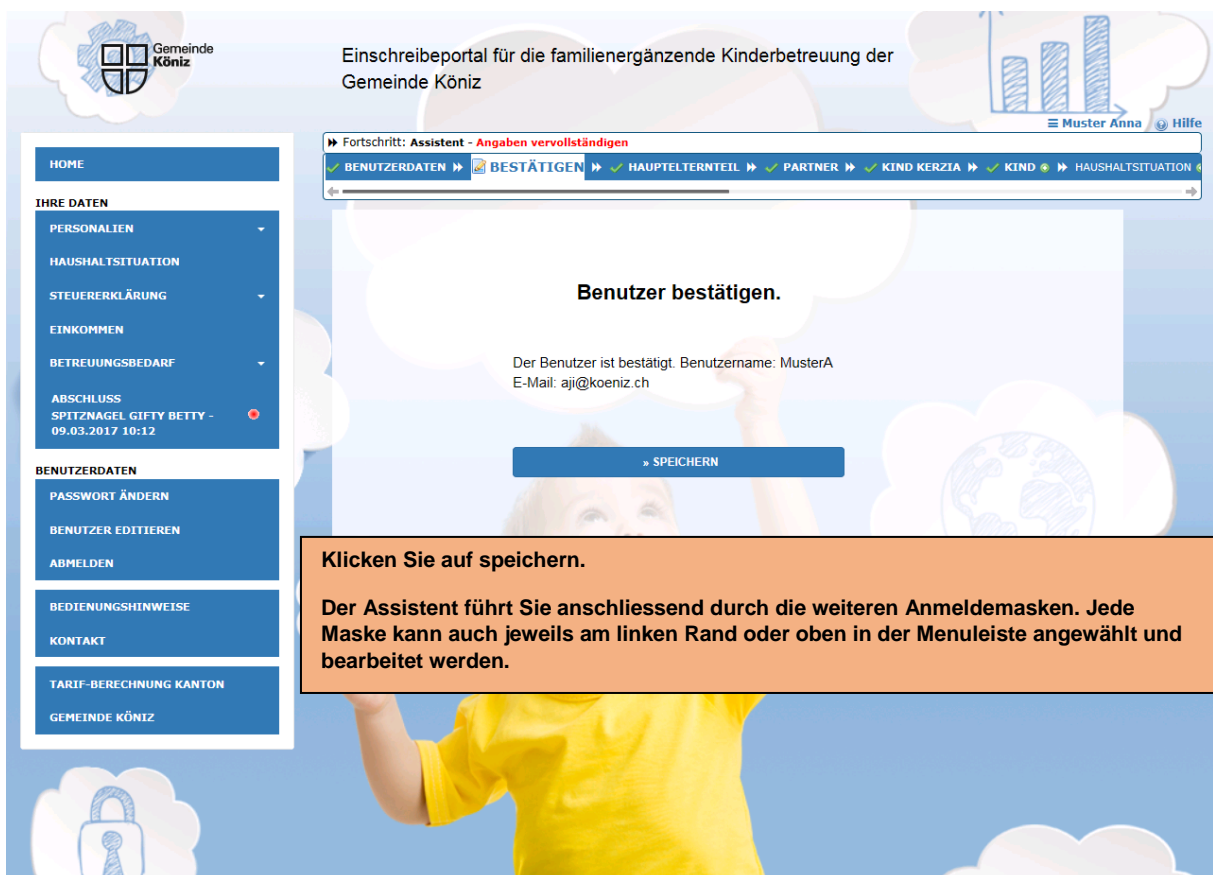 Gemeinde
Köniz
Einschreibeportal für die familienergänzende Kinderbetreuung der
Gemeinde Köniz
Muster Anna
Hilfe
Fortschritt: Assistent - Angaben vervollständigen
BENUTZERDATEN BESTÄTIGEN HAUPTELTERNTEIL PARTNER KIND KERZIA KIND HAUSHALTSITUATION
HOME
IHRE DATEN
PERSONALIEN
HAUSHALTSITUATION
STEUERERKLÄRUNG
EINKOMMEN
BETREUUNGSBEDARF
ABSCHLUSS
SPITZNAGEL GIFTY BETTY -
09.03.2017 10:12
BENUTZERDATEN
PASSWORT ÄNDERN
BENUTZER EDITIEREN
ABMELDEN
BEDIENUNGSHINWEISE
KONTAKT
TARIF-BERECHNUNG KANTON
GEMEINDE KÖNIZ
Benutzer bestätigen.
Der Benutzer ist bestätigt. Benutzername: MusterA
E-Mail: aji@koeniz.ch
» SPEICHERN
Klicken Sie auf speichern.
Der Assistent führt Sie anschliessend durch die weiteren Anmeldemasken. Jede
Maske kann auch jeweils am linken Rand oder oben in der Menuleiste angewählt und
bearbeitet werden.